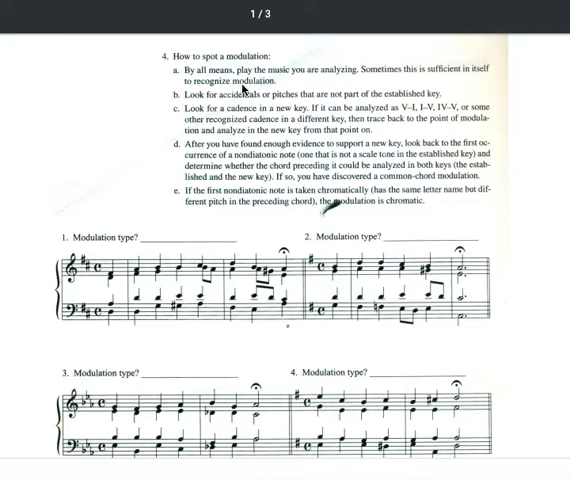 1 / 3
4. How to spot a modulation:
a. By all means, play the music you are analyzing. Sometimes this is sufficient in itself
to recognize modulation.
b. Look for accidentals or pitches that are not part of the established key.
c. Look for a cadence in a new key. If it can be analyzed as V–I, I–V, IV–V, or some
other recognized cadence in a different key, then trace back to the point of modula-
tion and analyze in the new key from that point on.
d. After you have found enough evidence to support a new key, look back to the first oc-
currence of a nondiatonic note (one that is not a scale tone in the established key) and
determine whether the chord preceding it could be analyzed in both keys (the estab-
lished and the new key). If so, you have discovered a common-chord modulation.
e. If the first nondiatonic note is taken chromatically (has the same letter name but dif-
ferent pitch in the preceding chord), the modulation is chromatic.
1. Modulation type? 2. Modulation type?
3. Modulation type? 4. Modulation type?